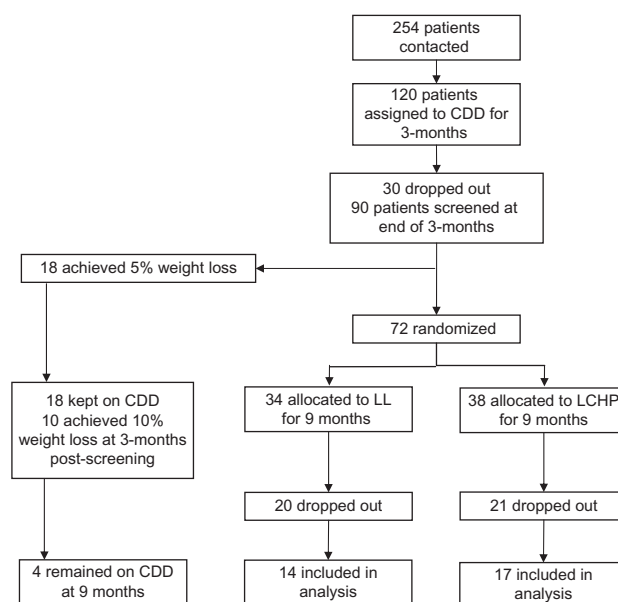 254 patients
contacted
120 patients
assigned to CDD for
3-months
30 dropped out
90 patients screened at
end of 3-months
18 achieved 5% weight loss
72 randomized
18 kept on CDD
10 achieved 10%
weight loss at 3-months
post-screening
34 allocated to LL
for 9 months
38 allocated to LCHP
for 9 months
20 dropped out
21 dropped out
4 remained on CDD
at 9 months
14 included in
analysis
17 included in
analysis